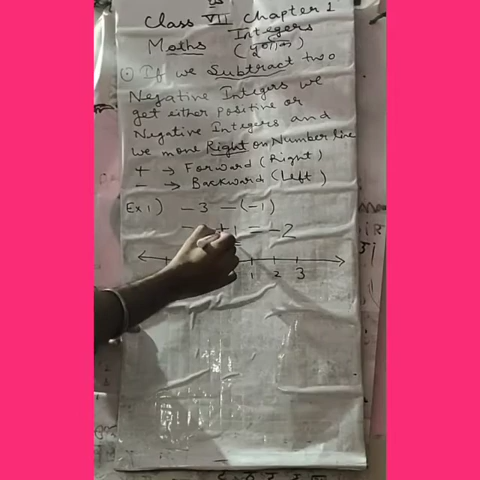 Class VII Chapter 1
Maths Integers
(पूर्णांक)
If we Subtract two
Negative Integers we
get either Positive or
Negative Integers and
we move Right on Number line
+ → Forward (Right)
- → Backward (Left)
Ex 1) -3 -(-1)
+1 = -2
1 2 3